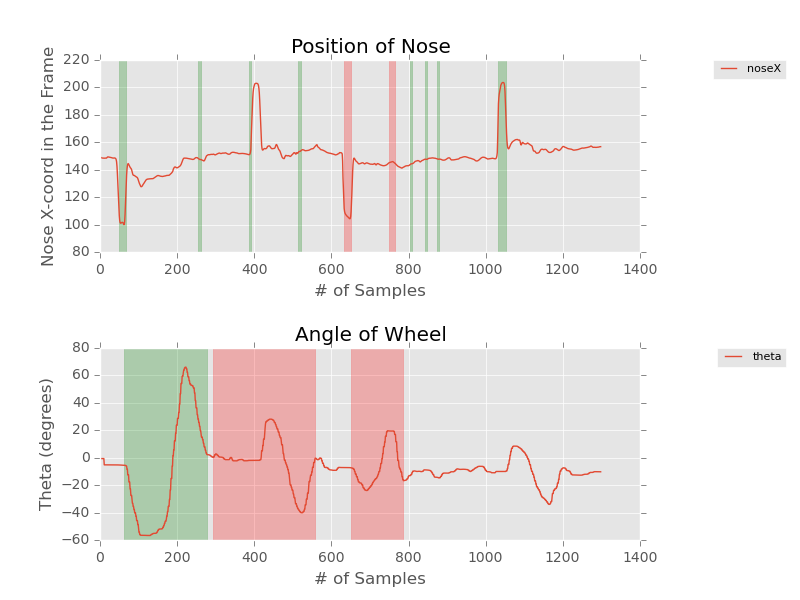 Position of Nose
Nose X-coord in the Frame
220
200
180
160
140
120
100
80
0 200 400 600 800 1000 1200 1400
# of Samples
noseX
Angle of Wheel
Theta (degrees)
80
60
40
20
0
−20
−40
−60
0 200 400 600 800 1000 1200 1400
# of Samples
theta